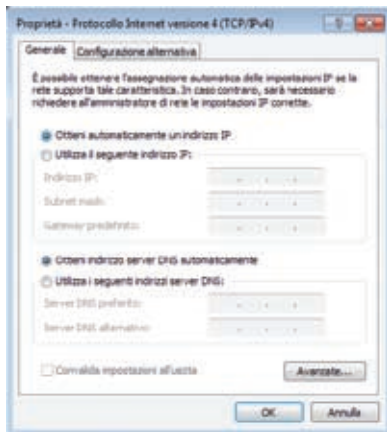 Proprietà - Protocollo Internet versione 4 (TCP/IPv4)
Generale
Configurazione alternativa
È possibile ottenere l'assegnazione automatica delle impostazioni IP se la
rete supporta tale caratteristica. In caso contrario, sarà necessario
richiedere all'amministratore di rete le impostazioni IP corrette.
Ottieni automaticamente un indirizzo IP
Utilizza il seguente indirizzo IP:
Indirizzo IP:
Subnet mask:
Gateway predefinito:
Ottieni indirizzo server DNS automaticamente
Utilizza i seguenti indirizzi server DNS:
Server DNS preferito:
Server DNS alternativo:
Convalida impostazioni all'uscita
Avanzate...
OK
Annulla